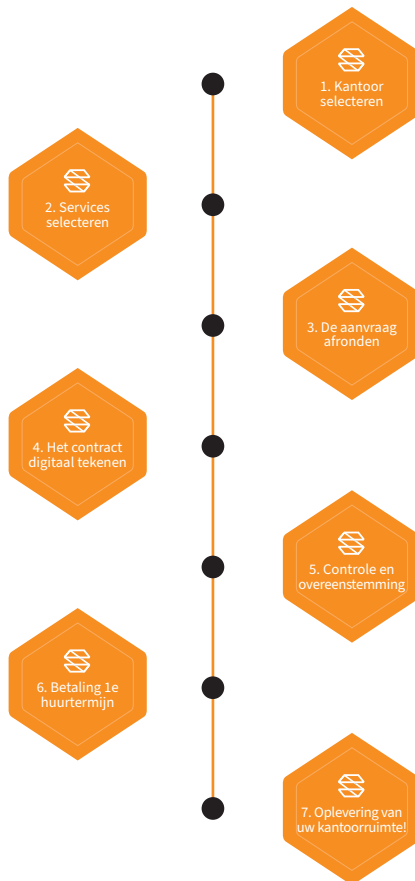 1. Kantoor
selecteren
2. Services
selecteren
3. De aanvraag
afronden
4. Het contract
digitaal tekenen
5. Controle en
overeenstemming
6. Betaling 1e
huurtermijn
7. Oplevering van
uw kantoorruimte!